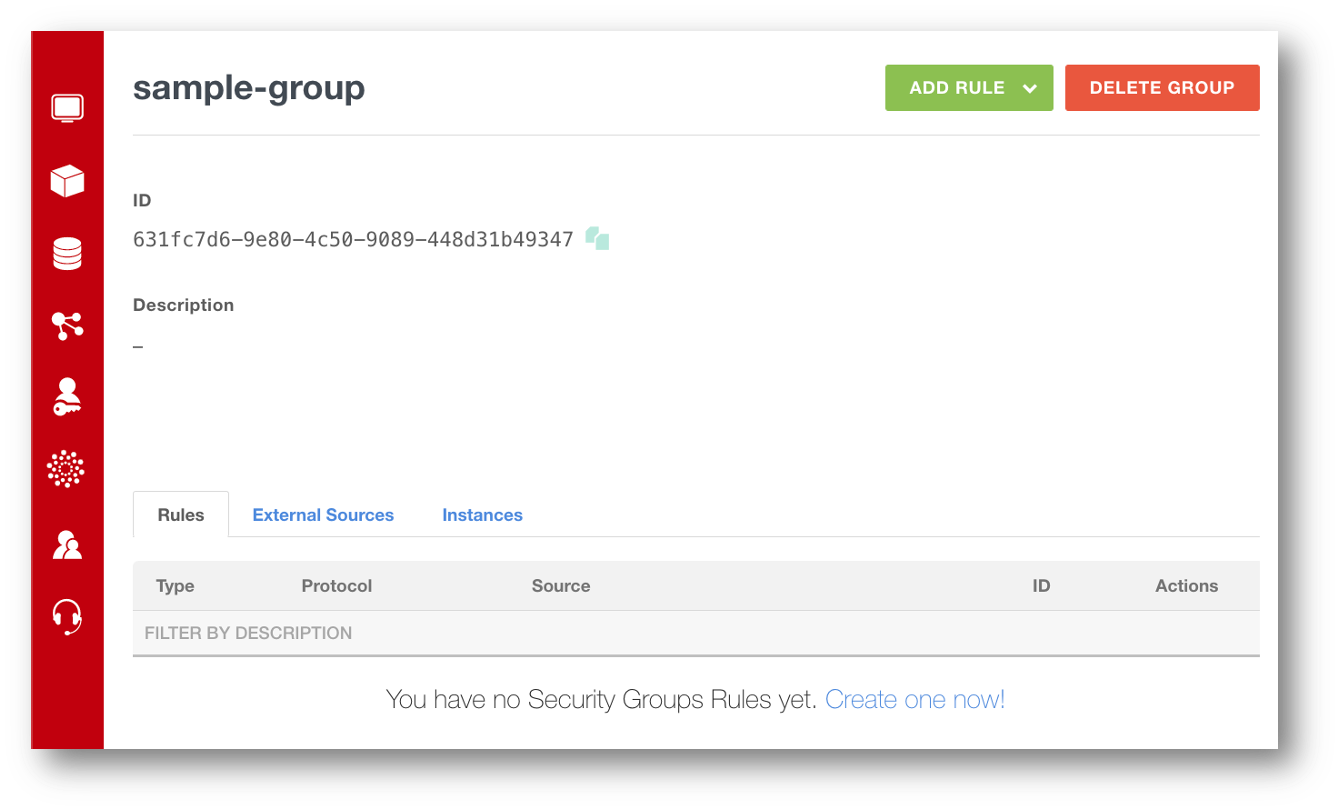 sample-group
ADD RULE
DELETE GROUP
ID
631fc7d6-9e80-4c50-9089-448d31b49347
Description
–
Rules External Sources Instances
Type Protocol Source ID Actions
FILTER BY DESCRIPTION
You have no Security Groups Rules yet. Create one now!